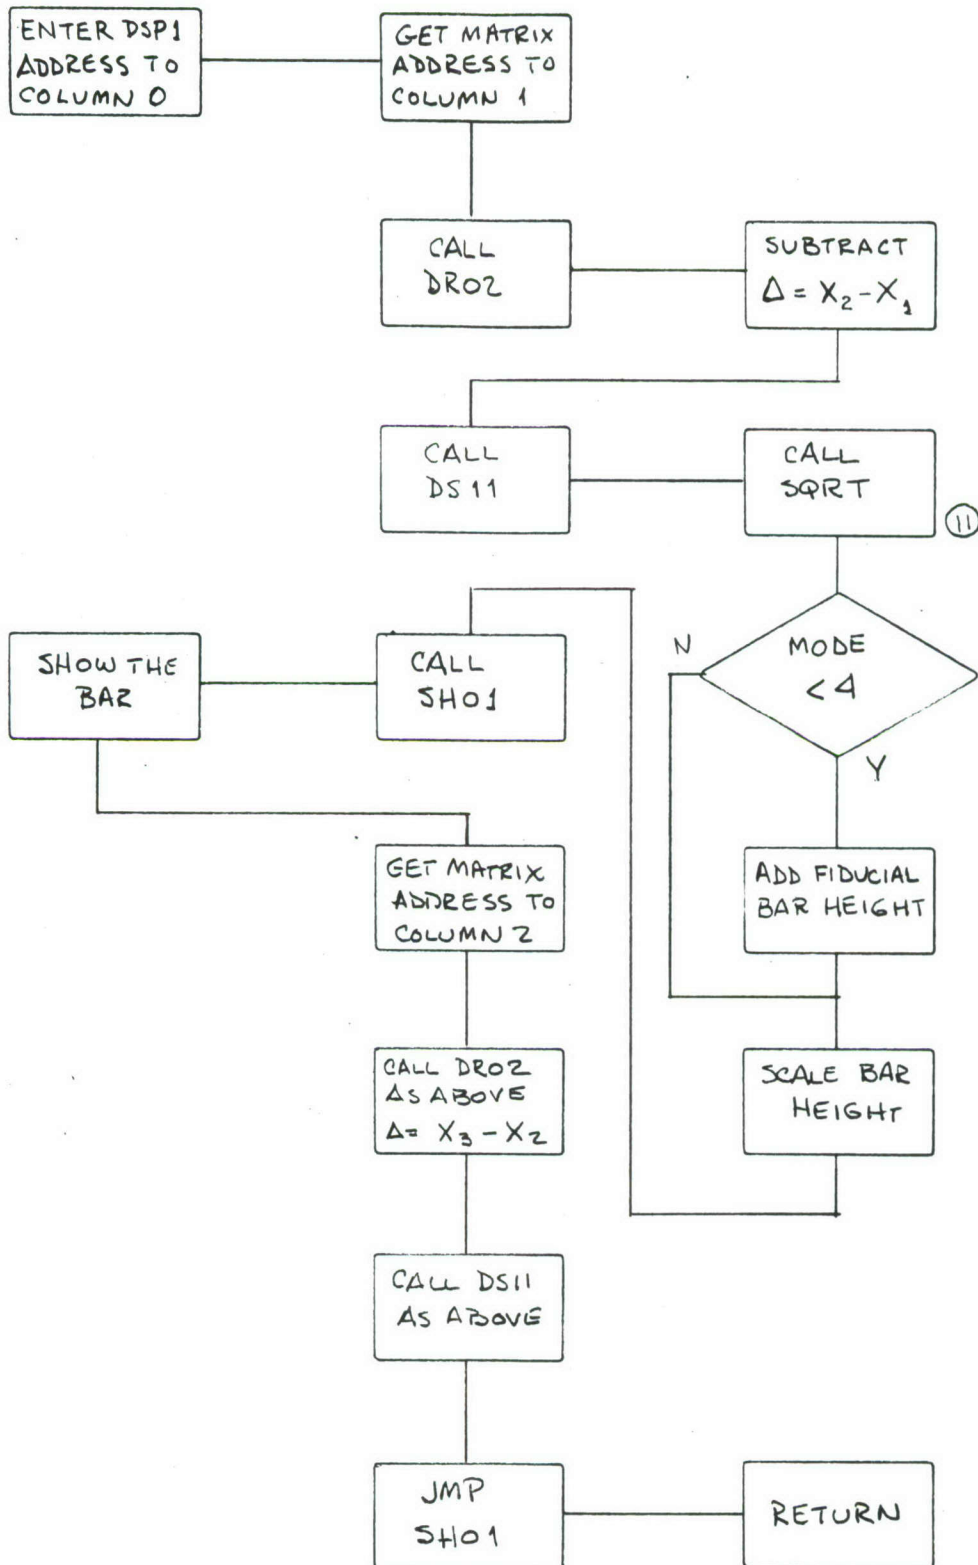 ENTER DSP1
ADDRESS TO
COLUMN 0
GET MATRIX
ADDRESS TO
COLUMN 1
CALL
DR02
SUBTRACT
Δ = X₂ - X₁
CALL
DS11
CALL
SQRT
11
MODE
< 4
N
Y
ADD FIDUCIAL
BAR HEIGHT
SCALE BAR
HEIGHT
CALL
SH01
SHOW THE
BAR
GET MATRIX
ADDRESS TO
COLUMN 2
CALL DR02
AS ABOVE
Δ = X₃ - X₂
CALL DS11
AS ABOVE
JMP
SH01
RETURN